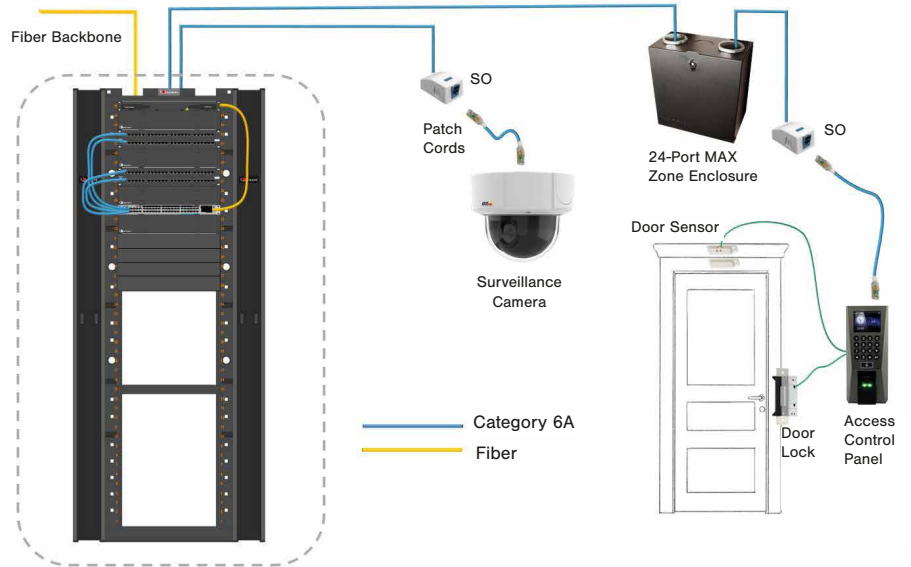 Fiber Backbone
SO
Patch
Cords
Surveillance
Camera
24-Port MAX
Zone Enclosure
SO
Door Sensor
Door
Lock
Access
Control
Panel
Category 6A
Fiber